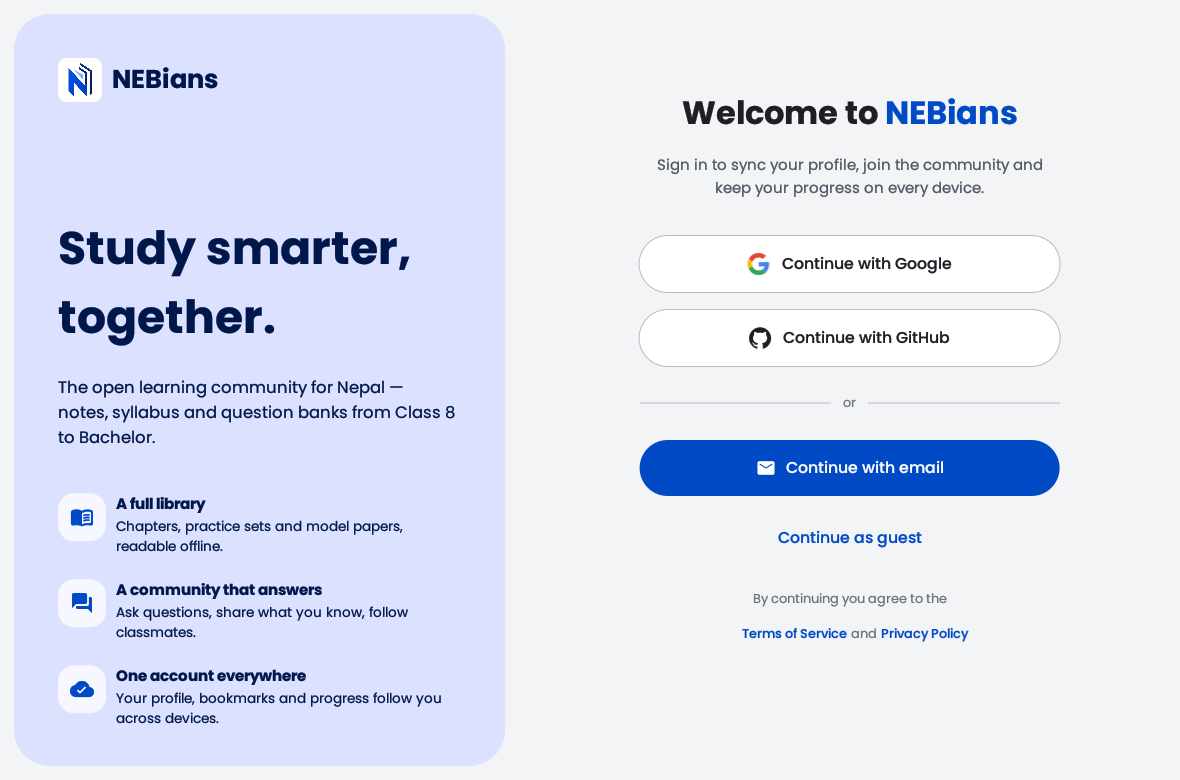 NEBians
Study smarter,
together.
The open learning community for Nepal —
notes, syllabus and question banks from Class 8
to Bachelor.
A full library
Chapters, practice sets and model papers,
readable offline.
A community that answers
Ask questions, share what you know, follow
classmates.
One account everywhere
Your profile, bookmarks and progress follow you
across devices.
Welcome to NEBians
Sign in to sync your profile, join the community and
keep your progress on every device.
Continue with Google
Continue with GitHub
or
Continue with email
Continue as guest
By continuing you agree to the
Terms of Service and Privacy Policy